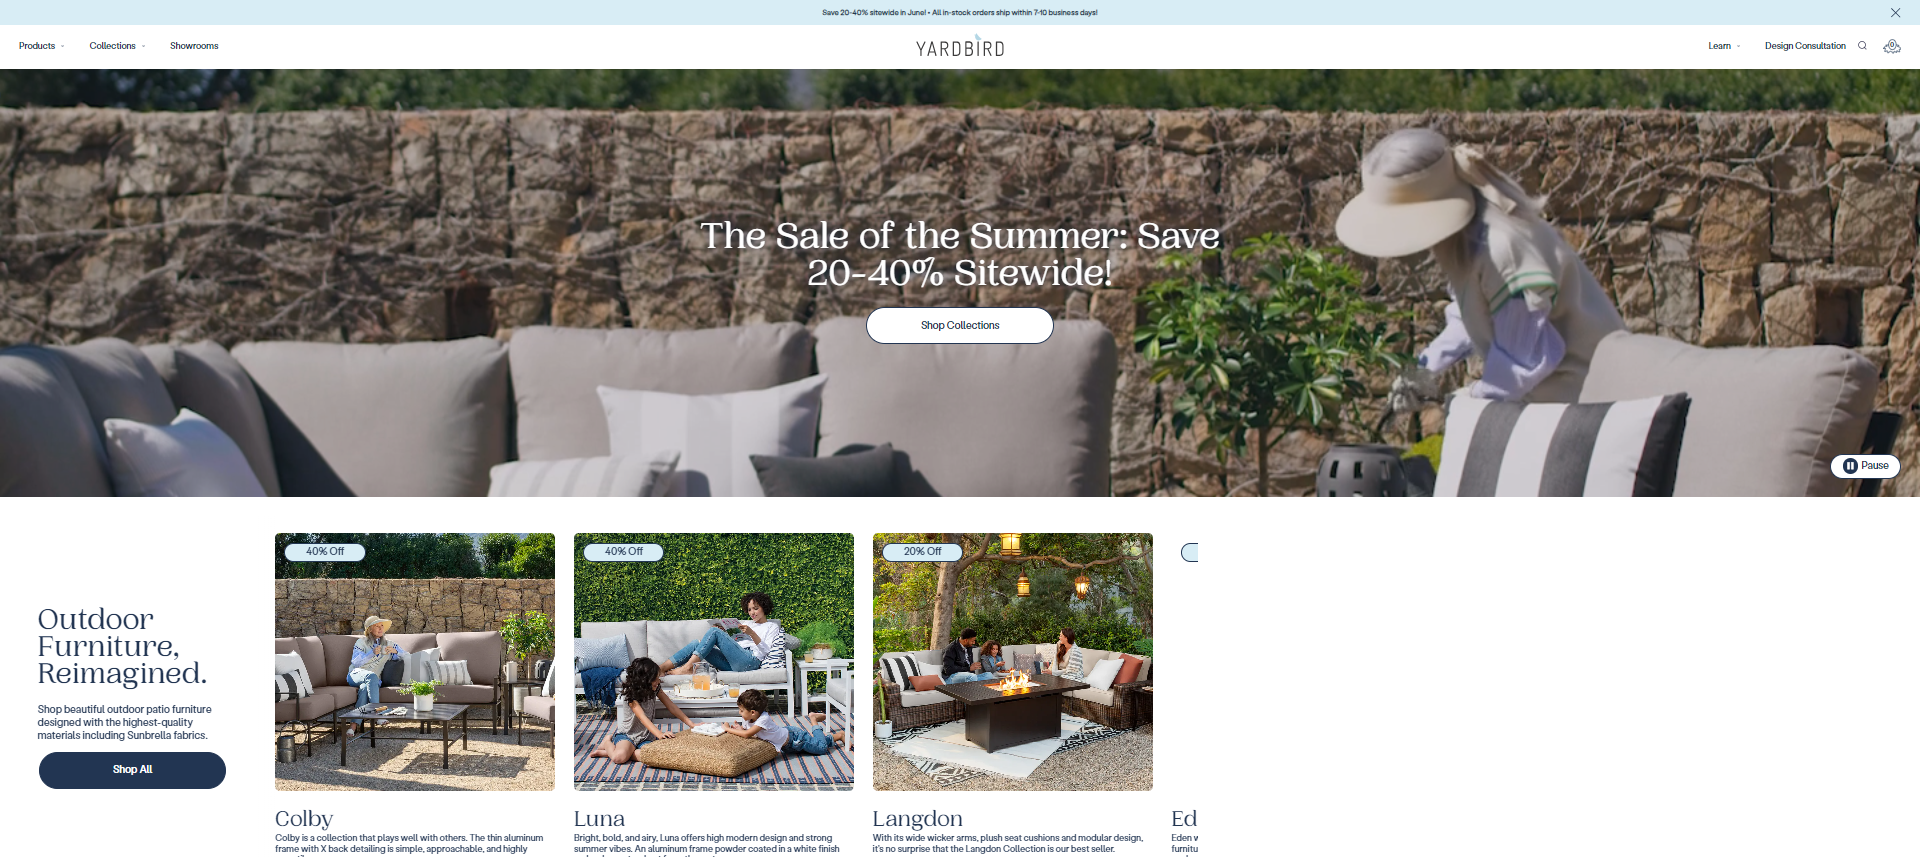 Save 20-40% sitewide in June! • All in-stock orders ship within 7-10 business days!
Products
Collections
Showrooms
YARDBIRD
Learn
Design Consultation
0
The Sale of the Summer: Save
20-40% Sitewide!
Shop Collections
Pause
Outdoor
Furniture,
Reimagined.
Shop beautiful outdoor patio furniture
designed with the highest-quality
materials including Sunbrella fabrics.
Shop All
40% Off
Colby
Colby is a collection that plays well with others. The thin aluminum
frame with X back detailing is simple, approachable, and highly
40% Off
Luna
Bright, bold, and airy, Luna offers high modern design and strong
summer vibes. An aluminum frame powder coated in a white finish
20% Off
Langdon
With its wide wicker arms, plush seat cushions and modular design,
it's no surprise that the Langdon Collection is our best seller.
Ed
Eden w
furnitu